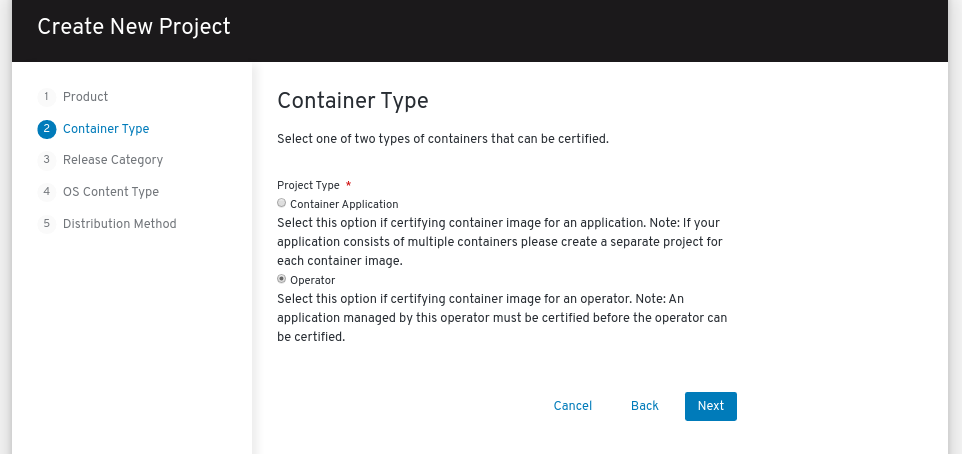 Create New Project
1 Product
2 Container Type
3 Release Category
4 OS Content Type
5 Distribution Method
Container Type
Select one of two types of containers that can be certified.
Project Type *
Container Application
Select this option if certifying container image for an application. Note: If your
application consists of multiple containers please create a separate project for
each container image.
Operator
Select this option if certifying container image for an operator. Note: An
application managed by this operator must be certified before the operator can
be certified.
Cancel Back Next